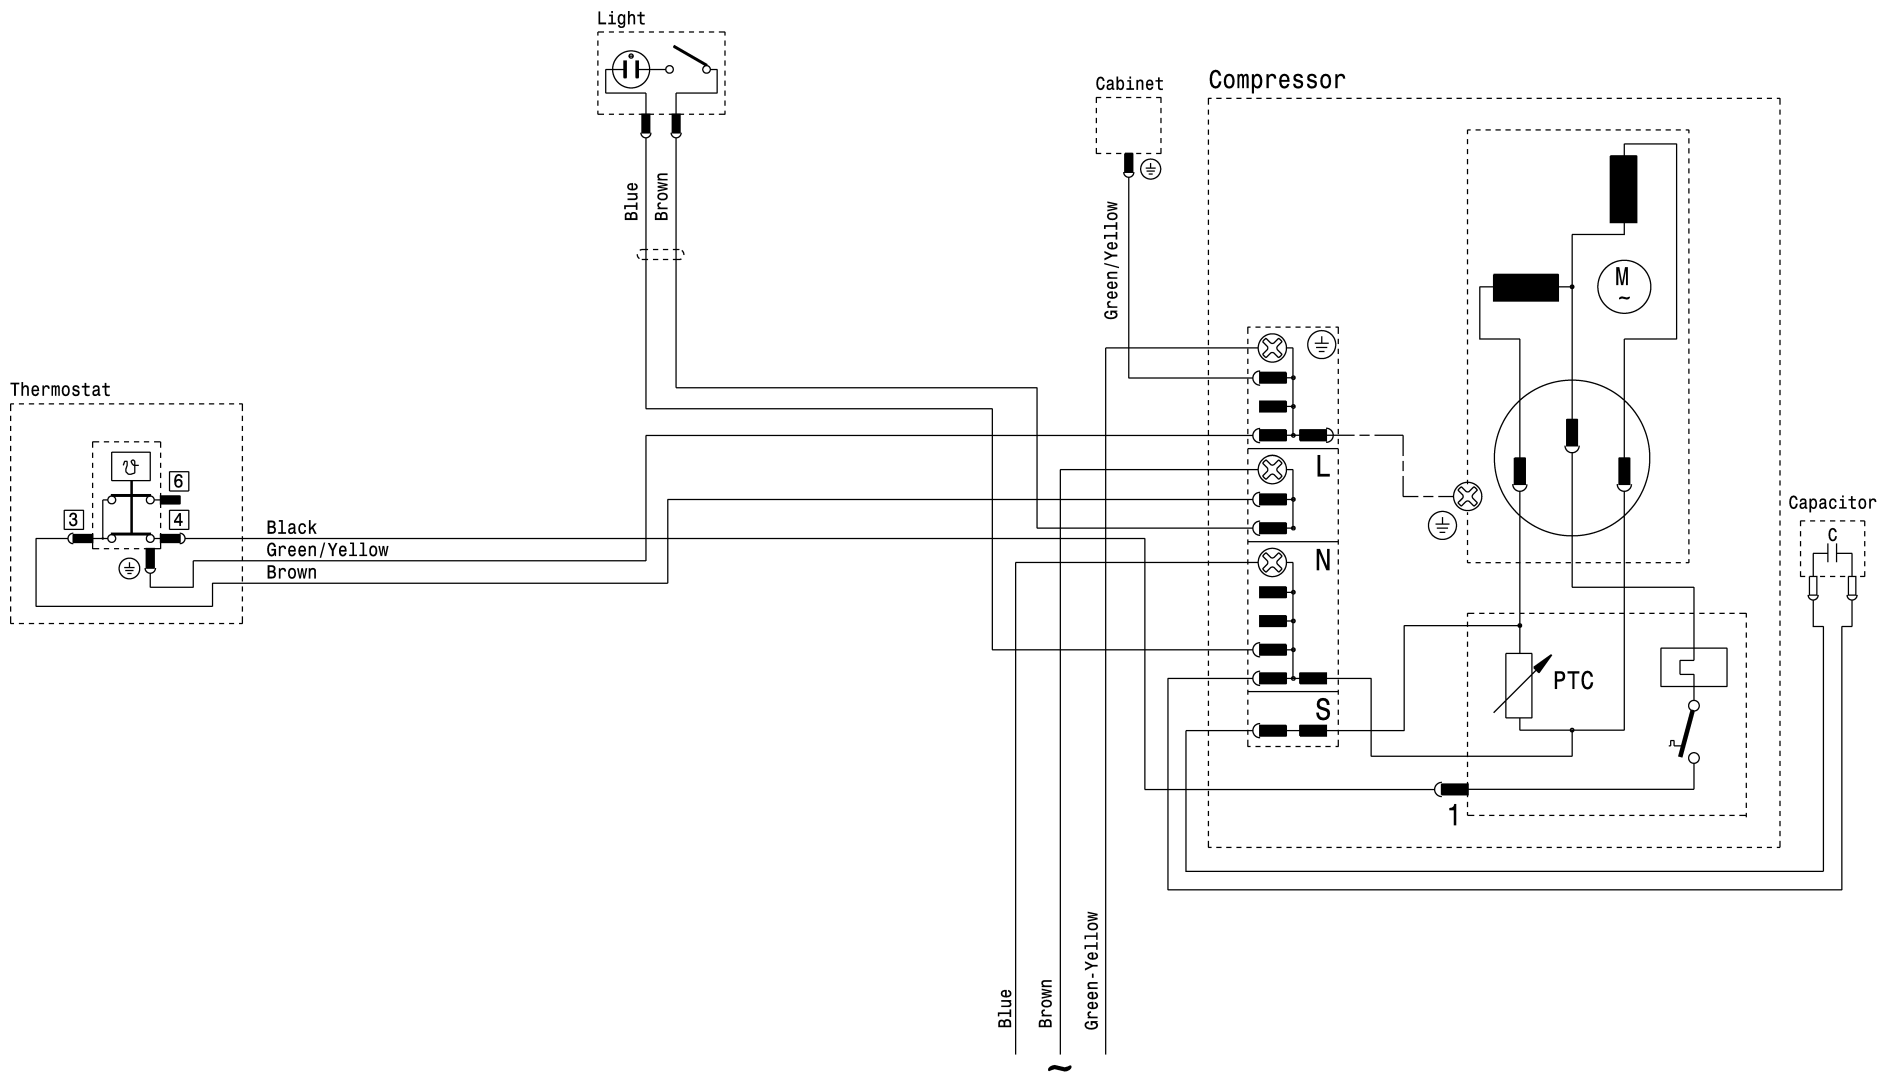 Light
Cabinet
Compressor
Blue
Brown
Green/Yellow
M
~
Thermostat
ϑ
6
3
4
Black
Green/Yellow
Brown
L
N
S
Capacitor
C
PTC
1
Blue
Brown
Green-Yellow
~